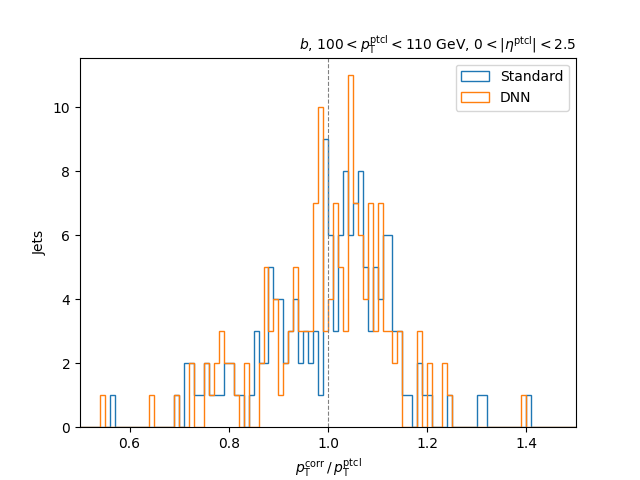 b, 100 < p_T^ptcl < 110 GeV, 0 < |η^ptcl| < 2.5
Standard
DNN
Jets
10
8
6
4
2
0
0.6 0.8 1.0 1.2 1.4
p_T^corr / p_T^ptcl